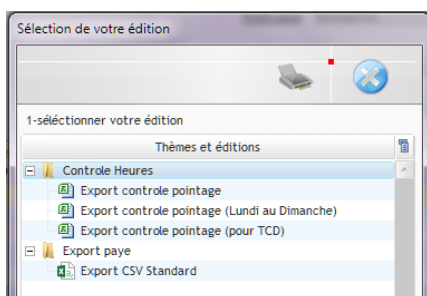 Sélection de votre édition
1-séléctionner votre édition
Thèmes et éditions
Controle Heures
Export controle pointage
Export controle pointage (Lundi au Dimanche)
Export controle pointage (pour TCD)
Export paye
Export CSV Standard